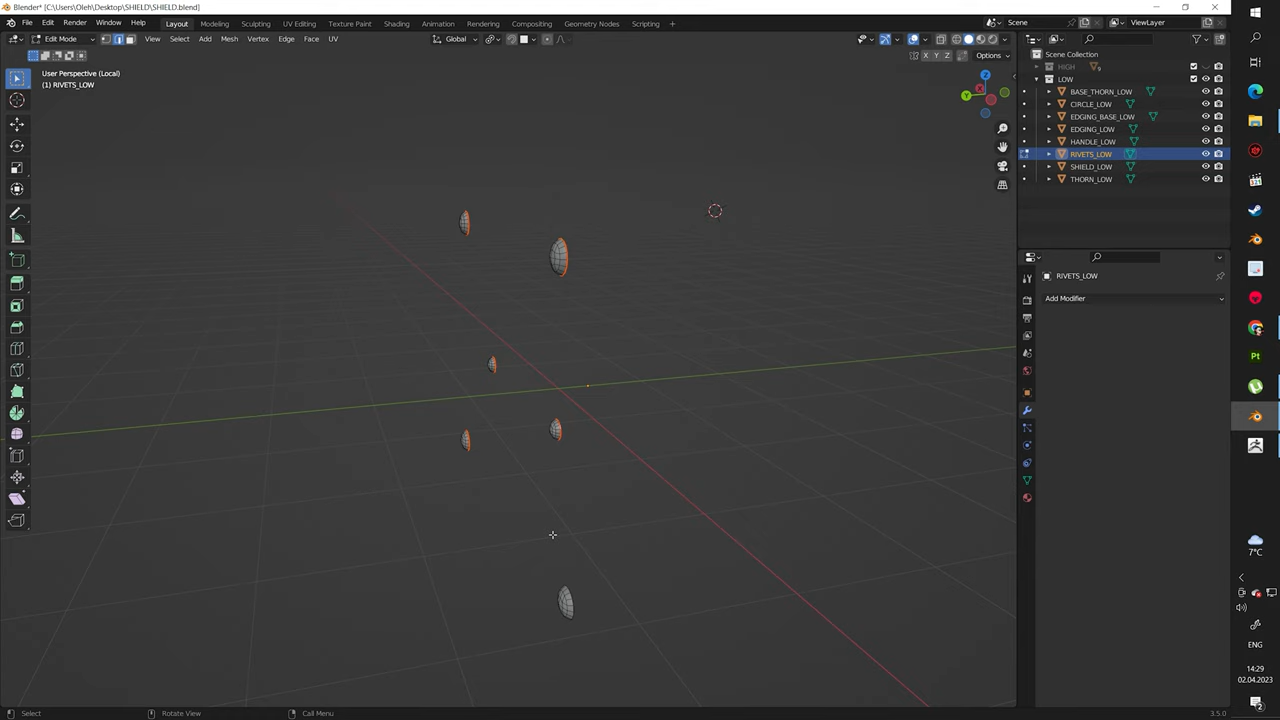 Blender* [C:\Users\Oleh\Desktop\SHIELD\SHIELD.blend]
File Edit Render Window Help Layout Modeling Sculpting UV Editing Texture Paint Shading Animation Rendering Compositing Geometry Nodes Scripting + Scene ViewLayer
Edit Mode View Select Add Mesh Vertex Edge Face UV Global
X Y Z Options
User Perspective (Local)
(1) RIVETS_LOW
Z
Y
Scene Collection
HIGH 9
LOW
BASE_THORN_LOW
CIRCLE_LOW
EDGING_BASE_LOW
EDGING_LOW
HANDLE_LOW
RIVETS_LOW
SHIELD_LOW
THORN_LOW
RIVETS_LOW
Add Modifier
Pt
7°C
ENG
14:29
02.04.2023
2
Select Rotate View Call Menu 3.5.0